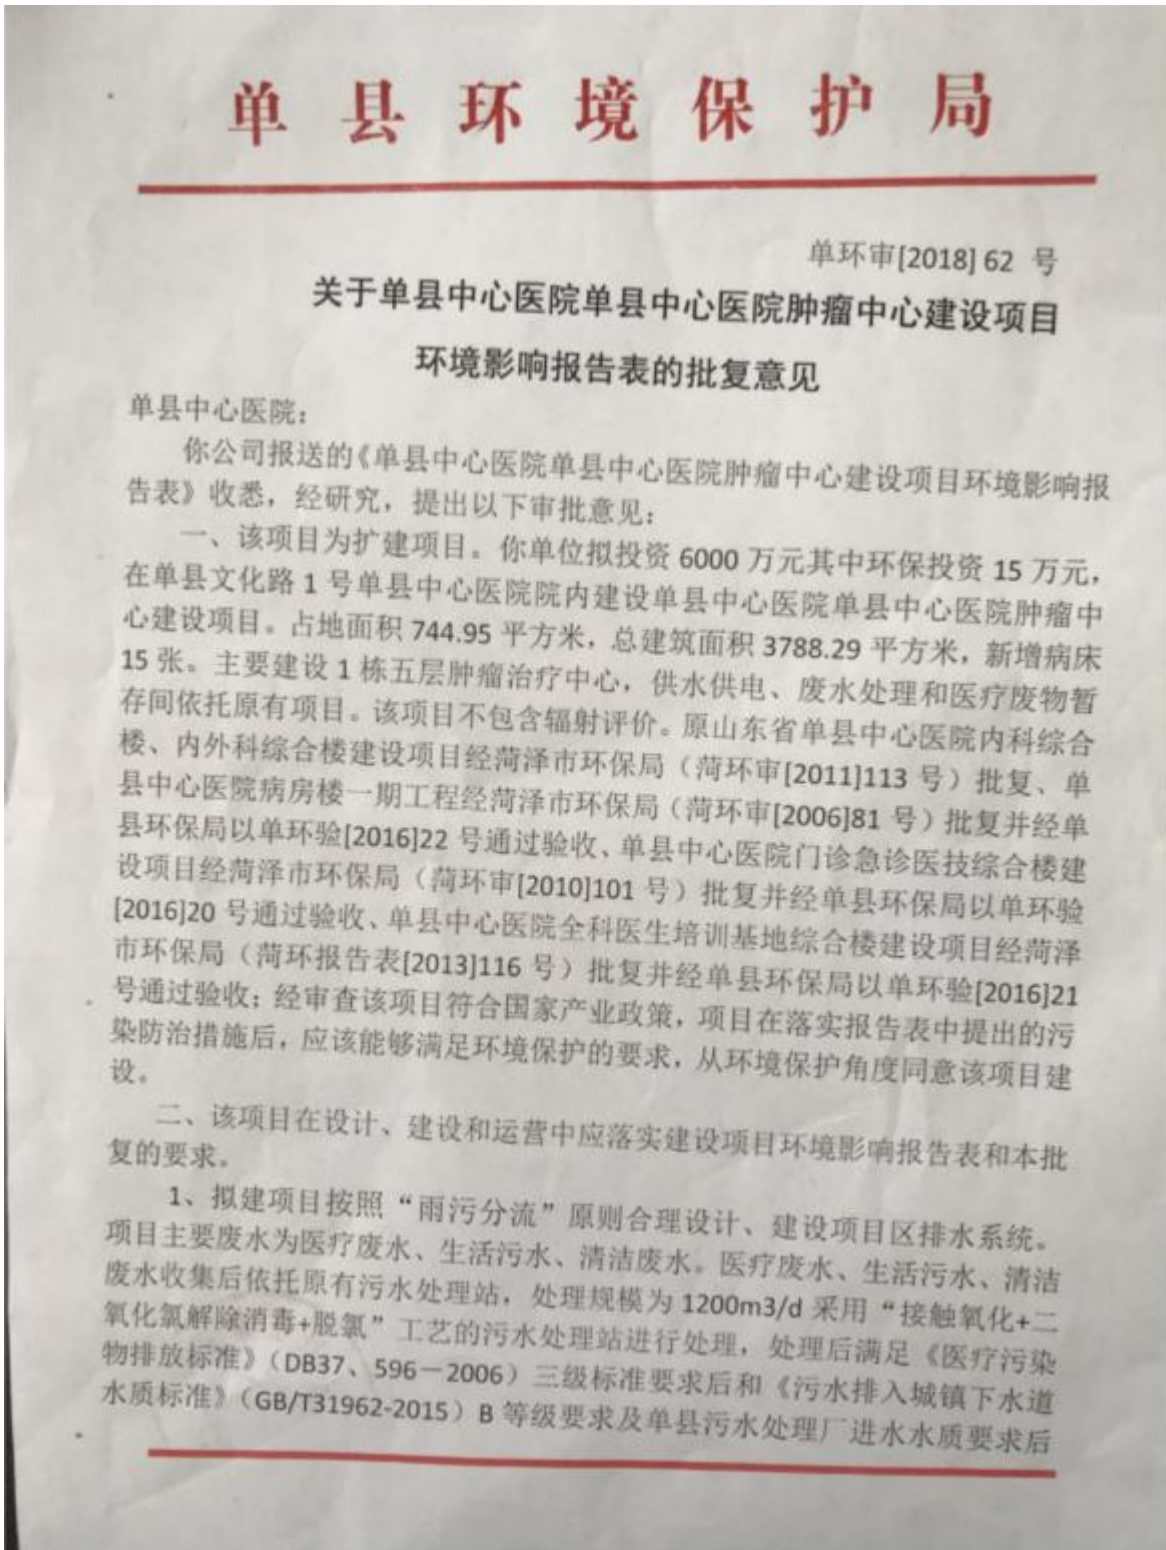 单县环境保护局
单环审[2018] 62 号
关于单县中心医院单县中心医院肿瘤中心建设项目
环境影响报告表的批复意见
单县中心医院：
你公司报送的《单县中心医院单县中心医院肿瘤中心建设项目环境影响报
告表》收悉，经研究，提出以下审批意见：
一、该项目为扩建项目。你单位拟投资 6000 万元其中环保投资 15 万元，
在单县文化路 1 号单县中心医院院内建设单县中心医院单县中心医院肿瘤中
心建设项目。占地面积 744.95 平方米，总建筑面积 3788.29 平方米，新增病床
15 张。主要建设 1 栋五层肿瘤治疗中心，供水供电、废水处理和医疗废物暂
存间依托原有项目。该项目不包含辐射评价。原山东省单县中心医院内科综合
楼、内外科综合楼建设项目经菏泽市环保局（菏环审[2011]113 号）批复、单
县中心医院病房楼一期工程经菏泽市环保局（菏环审[2006]81 号）批复并经单
县环保局以单环验[2016]22 号通过验收、单县中心医院门诊急诊医技综合楼建
设项目经菏泽市环保局（菏环审[2010]101 号）批复并经单县环保局以单环验
[2016]20 号通过验收、单县中心医院全科医生培训基地综合楼建设项目经菏泽
市环保局（菏环报告表[2013]116 号）批复并经单县环保局以单环验[2016]21
号通过验收；经审查该项目符合国家产业政策，项目在落实报告表中提出的污
染防治措施后，应该能够满足环境保护的要求，从环境保护角度同意该项目建
设。
二、该项目在设计、建设和运营中应落实建设项目环境影响报告表和本批
复的要求。
1、拟建项目按照“雨污分流”原则合理设计、建设项目区排水系统。
项目主要废水为医疗废水、生活污水、清洁废水。医疗废水、生活污水、清洁
废水收集后依托原有污水处理站，处理规模为 1200m3/d 采用“接触氧化+二
氧化氯解除消毒+脱氯”工艺的污水处理站进行处理，处理后满足《医疗污染
物排放标准》（DB37、596－2006）三级标准要求后和《污水排入城镇下水道
水质标准》（GB/T31962-2015）B 等级要求及单县污水处理厂进水水质要求后